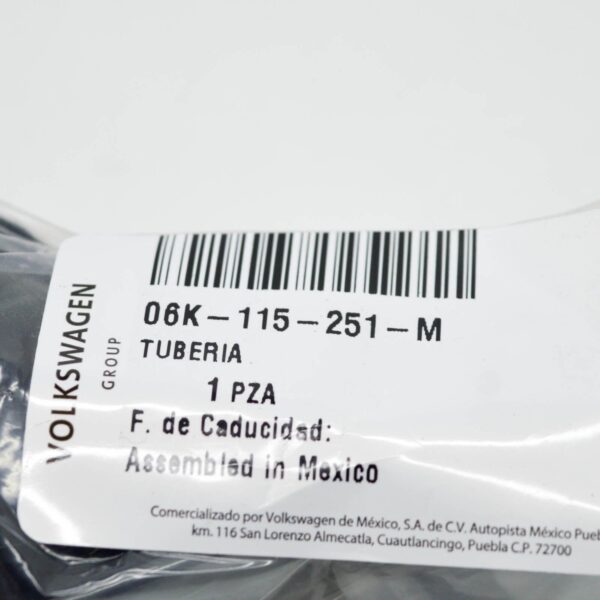 VOLKSWAGEN
GROUP
06K-115-251-M
TUBERIA
1 PZA
F. de Caducidad:
Assembled in Mexico
Comercializado por Volkswagen de México, S.A. de C.V. Autopista México Pueb
km. 116 San Lorenzo Almecatla, Cuautlancingo, Puebla C.P. 72700